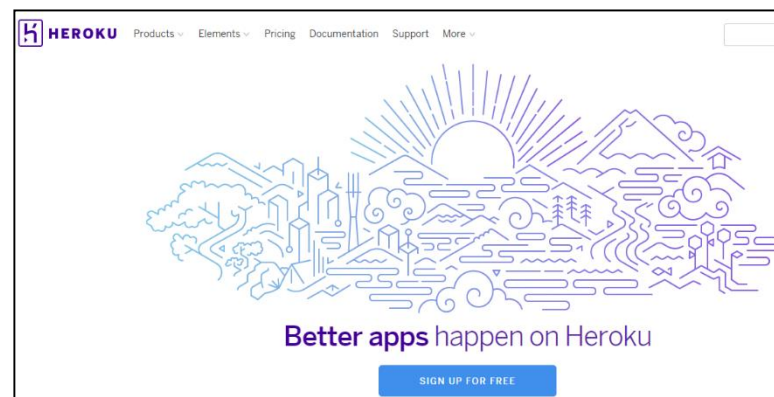 HEROKU Products Elements Pricing Documentation Support More
Better apps happen on Heroku
SIGN UP FOR FREE